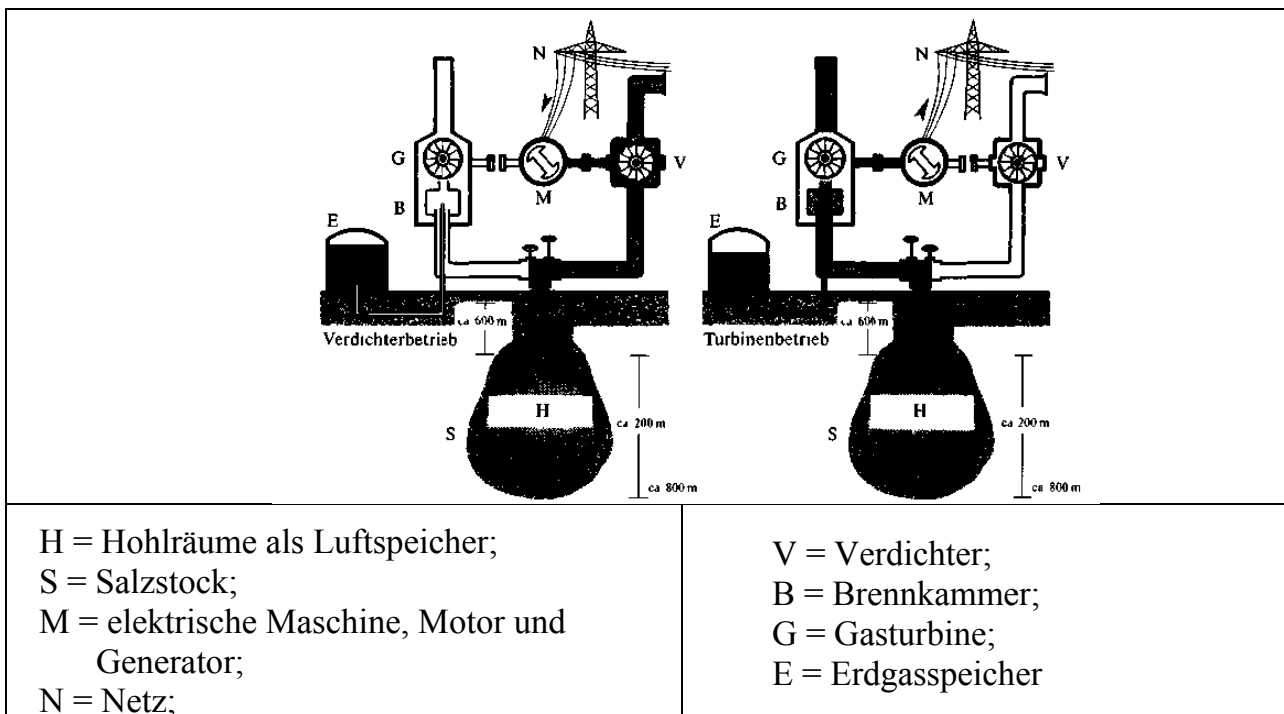 N
G
V
M
B
E
ca 600 m
Verdichterbetrieb
H
S
ca 200 m
ca 800 m
N
G
V
M
B
E
ca 600 m
Turbinenbetrieb
H
S
ca 200 m
ca 800 m
H = Hohlräume als Luftspeicher;
S = Salzstock;
M = elektrische Maschine, Motor und
Generator;
N = Netz;
V = Verdichter;
B = Brennkammer;
G = Gasturbine;
E = Erdgasspeicher